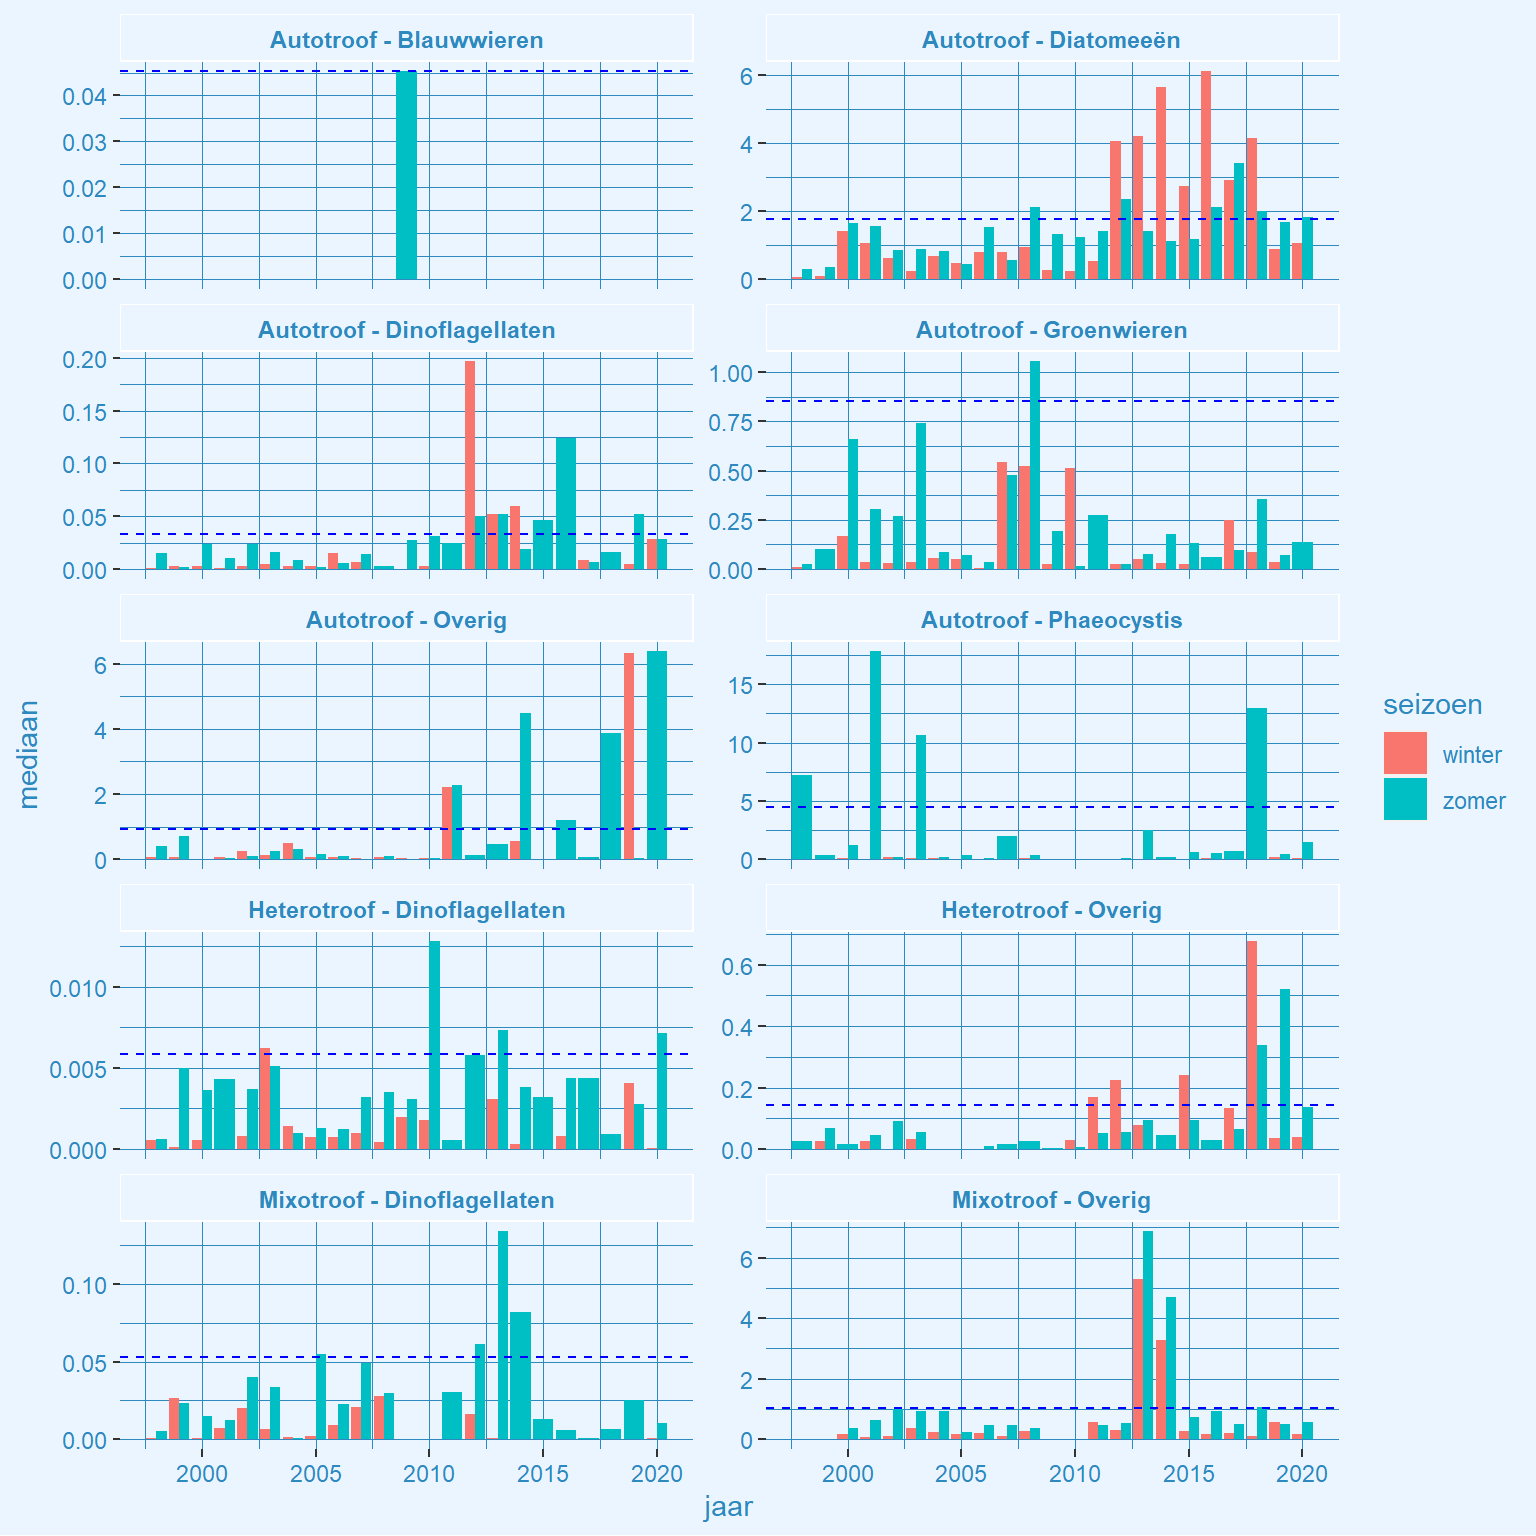 Autotroof - Blauwwieren
Autotroof - Diatomeeën
0.04
0.03
0.02
0.01
0.00
6
4
2
0
Autotroof - Dinoflagellaten
Autotroof - Groenwieren
0.20
0.15
0.10
0.05
0.00
1.00
0.75
0.50
0.25
0.00
Autotroof - Overig
Autotroof - Phaeocystis
6
4
2
0
15
10
5
0
Heterotroof - Dinoflagellaten
Heterotroof - Overig
0.010
0.005
0.000
0.6
0.4
0.2
0.0
Mixotroof - Dinoflagellaten
Mixotroof - Overig
0.10
0.05
0.00
6
4
2
0
2000 2005 2010 2015 2020
2000 2005 2010 2015 2020
jaar
mediaan
seizoen
winter
zomer